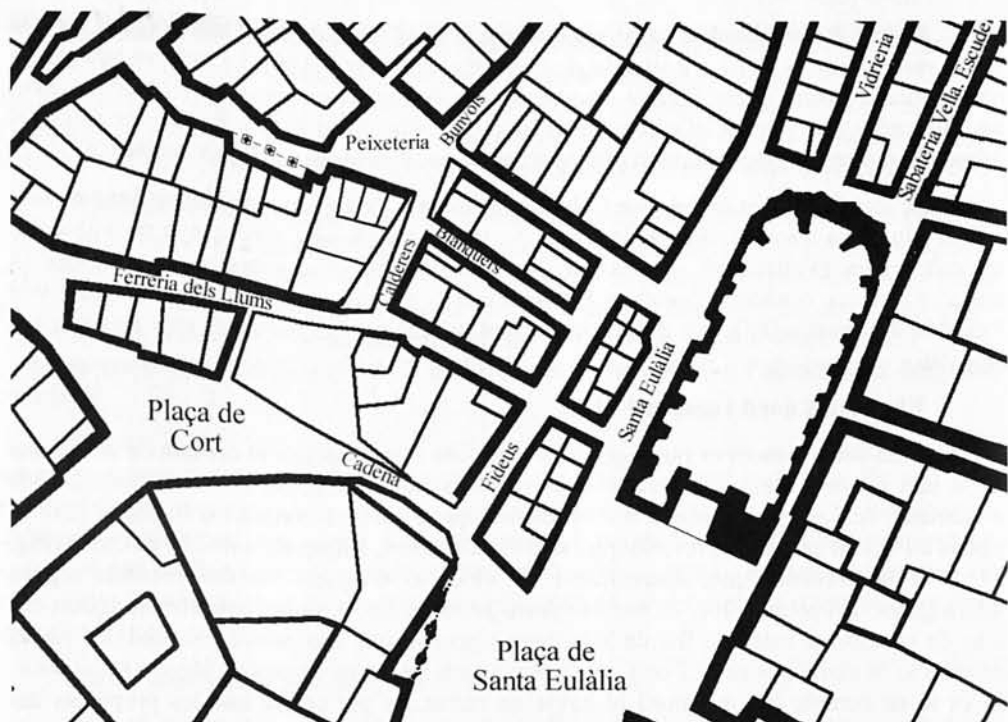 Vidrieria
Sabateria Vella. Escude
Bunyols
Peixeteria
Blanquers
Calderers
Ferreria dels Llums
Santa Eulàlia
Plaça de
Cort
Cadena
Fideus
Plaça de
Santa Eulàlia